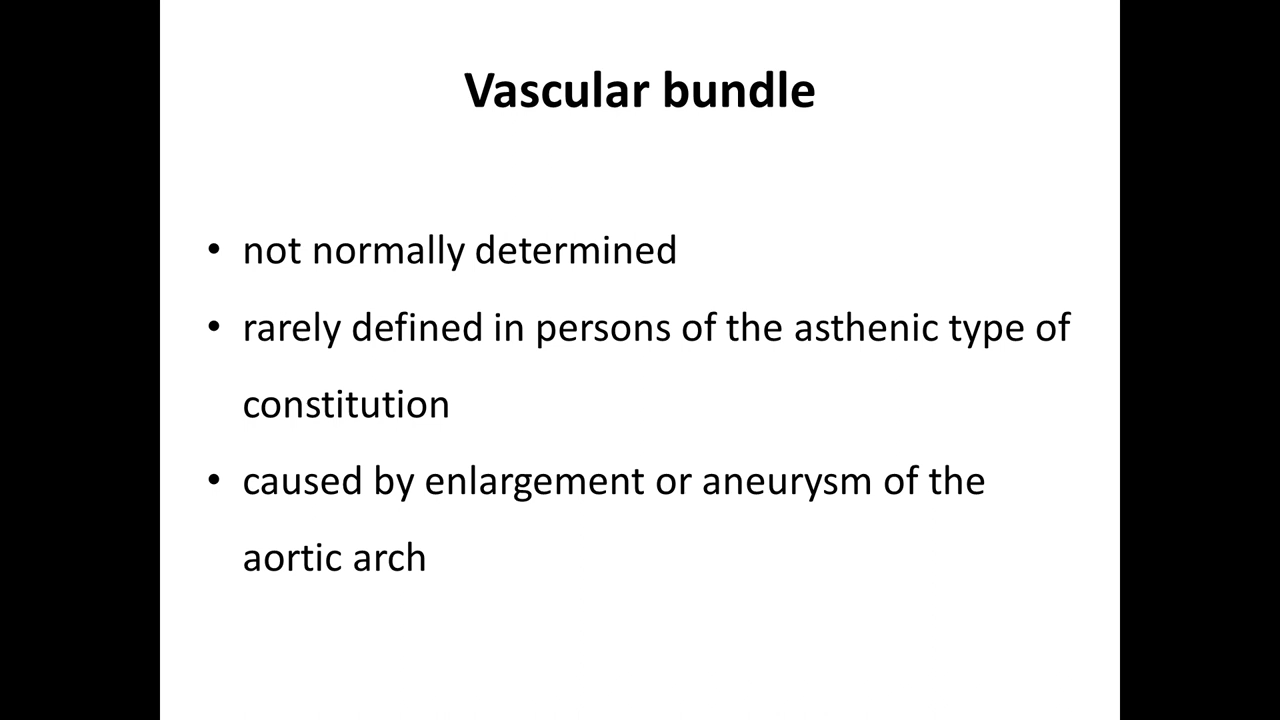 Vascular bundle
• not normally determined
• rarely defined in persons of the asthenic type of
constitution
• caused by enlargement or aneurysm of the
aortic arch